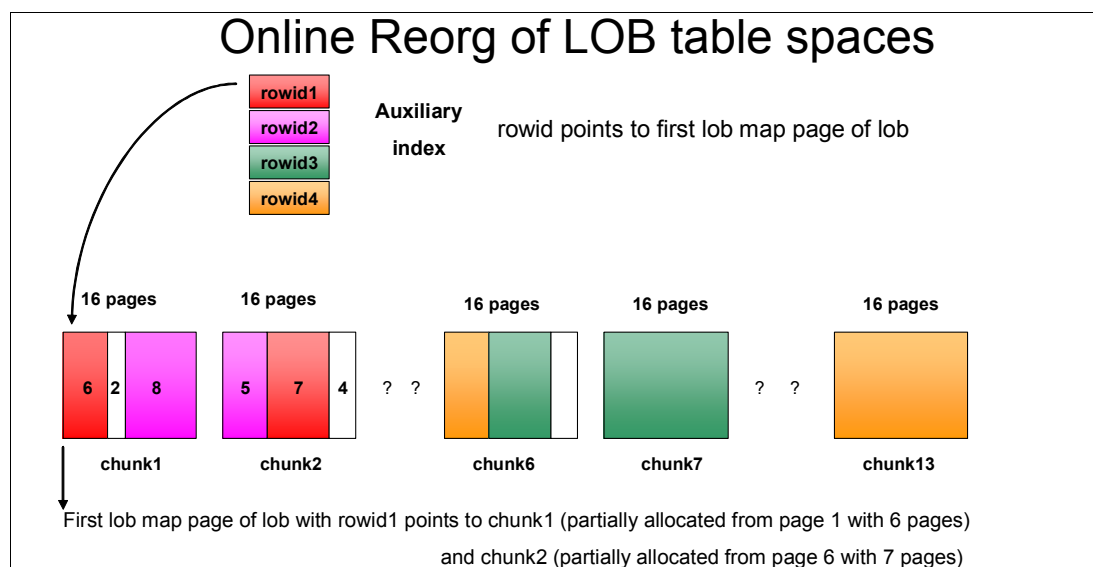 Online Reorg of LOB table spaces
rowid1
rowid2
rowid3
rowid4
Auxiliary
index
rowid points to first lob map page of lob
16 pages 16 pages 16 pages 16 pages 16 pages
6 2 8 5 7 4 ? ? ? ?
chunk1 chunk2 chunk6 chunk7 chunk13
First lob map page of lob with rowid1 points to chunk1 (partially allocated from page 1 with 6 pages)
and chunk2 (partially allocated from page 6 with 7 pages)